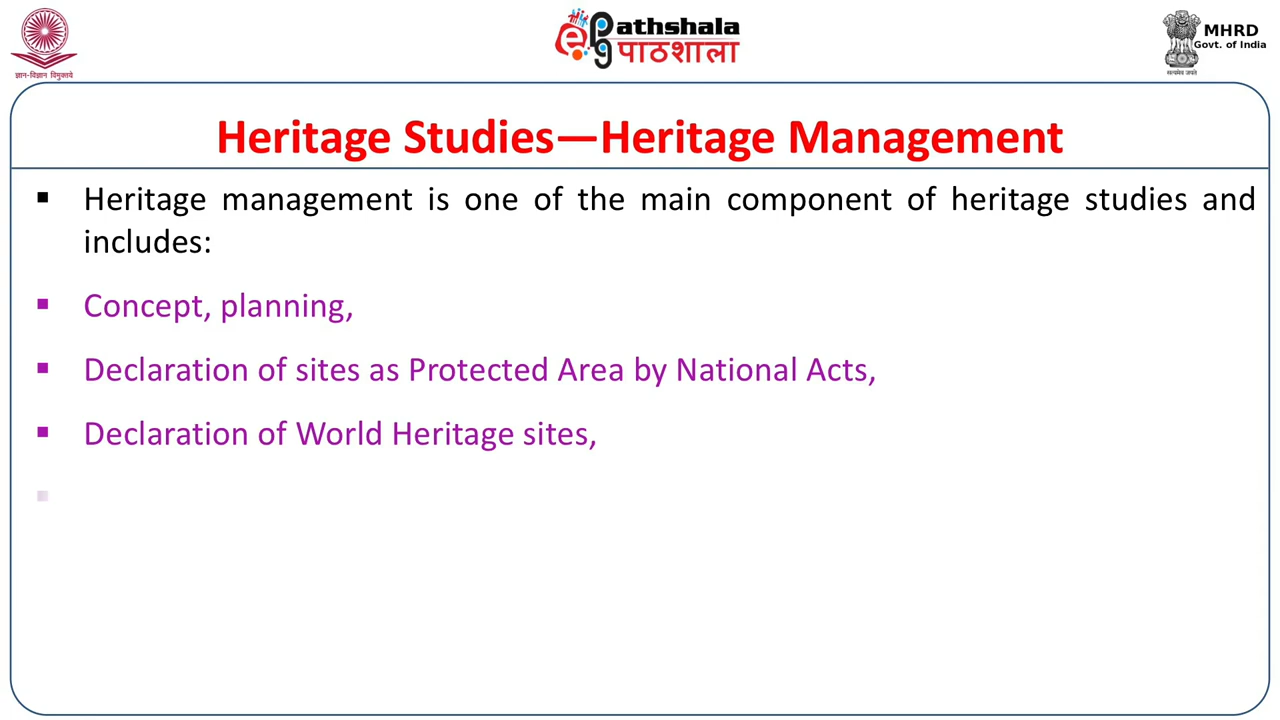 ज्ञान-विज्ञान विमुक्तये
ePathshala
पाठशाला
MHRD
Govt. of India
सत्यमेव जयते
Heritage Studies—Heritage Management
▪ Heritage management is one of the main component of heritage studies and
includes:
▪ Concept, planning,
▪ Declaration of sites as Protected Area by National Acts,
▪ Declaration of World Heritage sites,